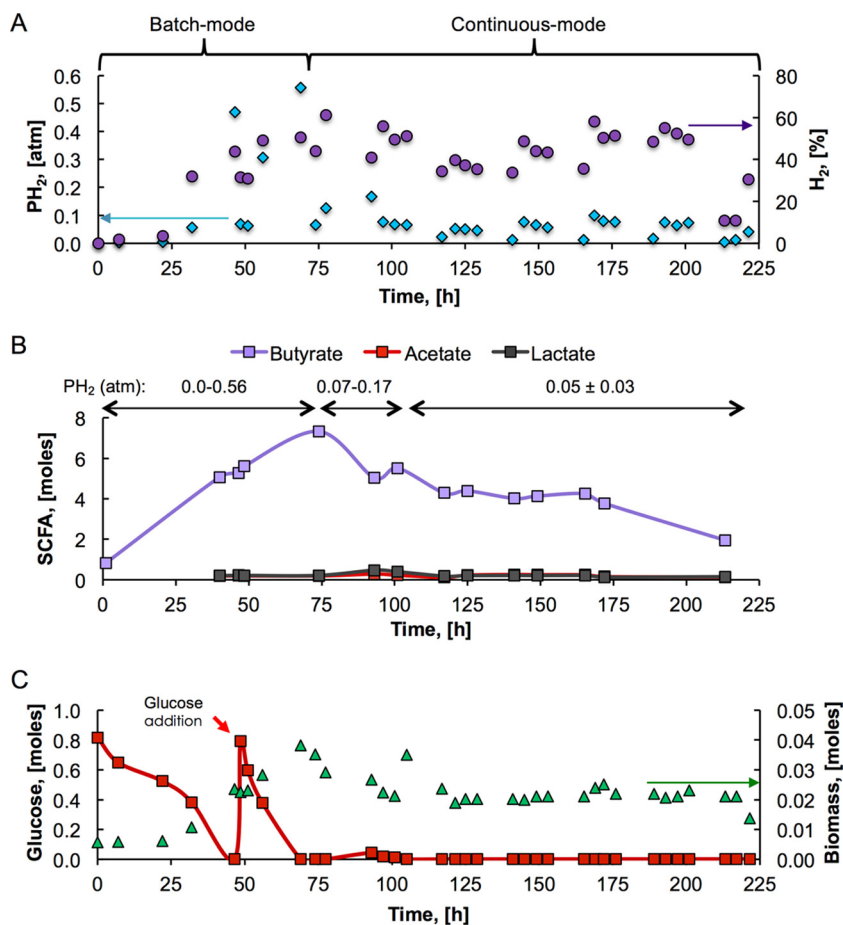 A
Batch-mode Continuous-mode
0.6 80
0.5
0.4 60
0.3 40
0.2
0.1 20
0.0 0
PH2, [atm]
H2, [%]
0 25 50 75 100 125 150 175 200 225
Time, [h]
B
Butyrate Acetate Lactate
PH2 (atm): 0.0-0.56 0.07-0.17 0.05 ± 0.03
8
6
4
2
0
SCFA, [moles]
0 25 50 75 100 125 150 175 200 225
Time, [h]
C
Glucose
addition
1.0 0.05
0.8 0.04
0.6 0.03
0.4 0.02
0.2 0.01
0.0 0.00
Glucose, [moles]
Biomass, [moles]
0 25 50 75 100 125 150 175 200 225
Time, [h]